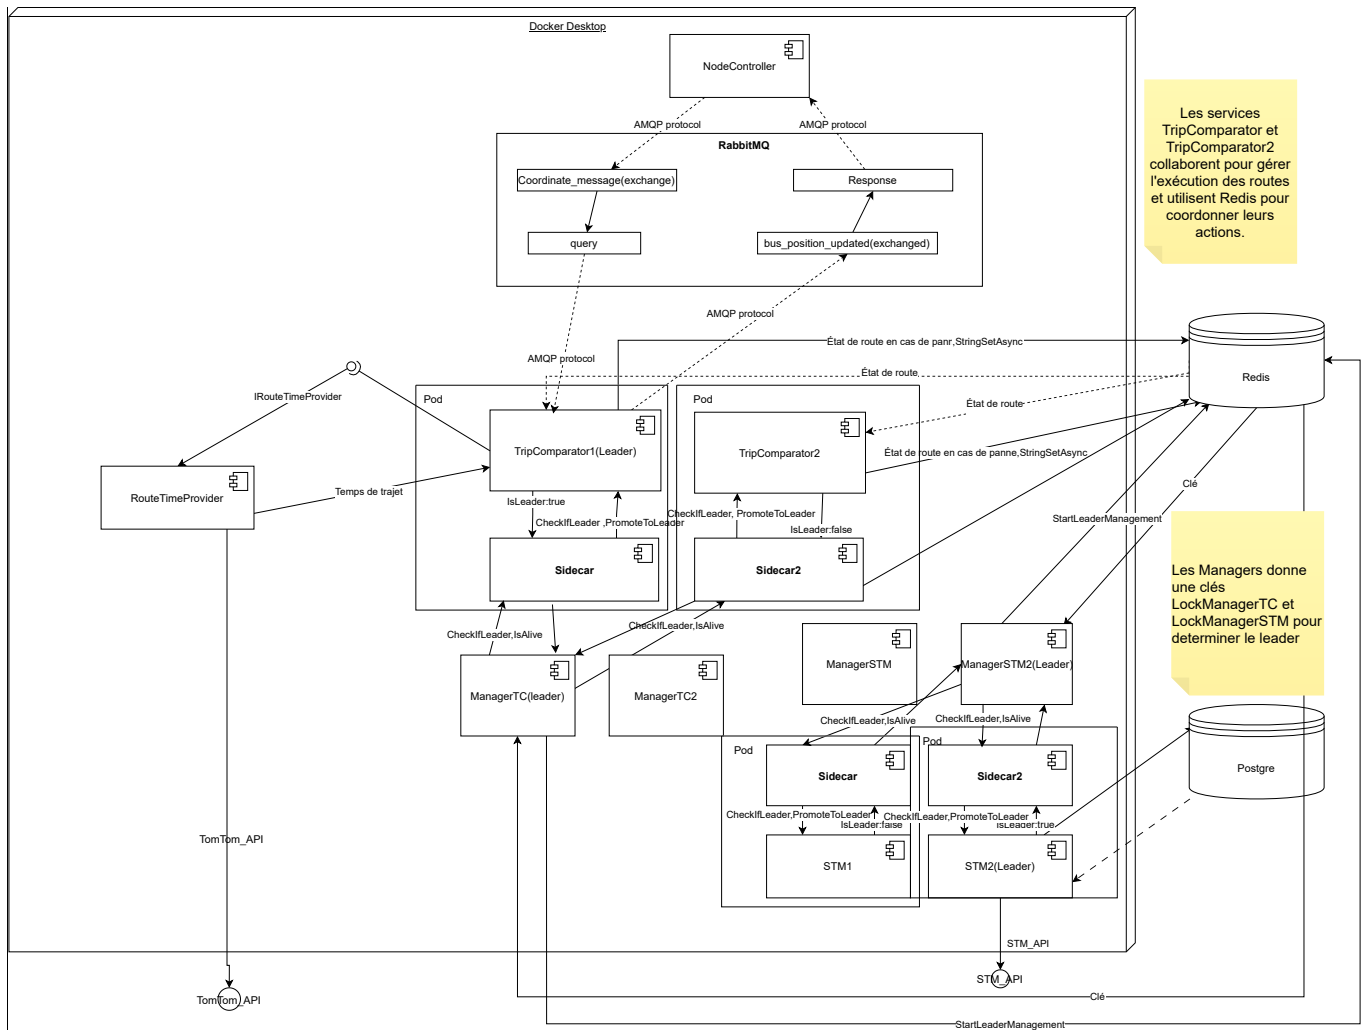 Docker Desktop
NodeController
AMQP protocol
AMQP protocol
RabbitMQ
Coordinate_message(exchange)
Response
query
bus_position_updated(exchanged)
AMQP protocol
AMQP protocol
Les services
TripComparator et
TripComparator2
collaborent pour gérer
l'exécution des routes
et utilisent Redis pour
coordonner leurs
actions.
État de route en cas de panr,StringSetAsync
État de route
État de route
Redis
IRouteTimeProvider
Pod
Pod
TripComparator1(Leader)
TripComparator2
État de route en cas de panne,StringSetAsync
RouteTimeProvider
Temps de trajet
IsLeader:true
CheckIfLeader ,PromoteToLeader
CheckIfLeader, PromoteToLeader
IsLeader:false
Clé
StartLeaderManagement
Sidecar
Sidecar2
Les Managers donne
une clés
LockManagerTC et
LockManagerSTM pour
determiner le leader
CheckIfLeader,IsAlive
CheckIfLeader,IsAlive
ManagerTC(leader)
ManagerTC2
ManagerSTM
ManagerSTM2(Leader)
CheckIfLeader,IsAlive
CheckIfLeader,IsAlive
Pod
Pod
Sidecar
Sidecar2
Postgre
CheckIfLeader,PromoteToLeader
IsLeader:false
CheckIfLeader,PromoteToLeader
IsLeader:true
STM1
STM2(Leader)
TomTom_API
STM_API
STM_API
TomTom_API
Clé
StartLeaderManagement